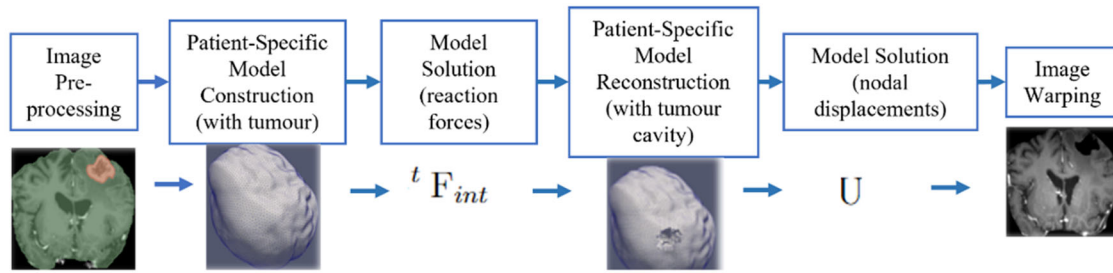 Image
Pre-
processing
Patient-Specific
Model
Construction
(with tumour)
Model
Solution
(reaction
forces)
Patient-Specific
Model
Reconstruction
(with tumour
cavity)
Model Solution
(nodal
displacements)
Image
Warping
t F int
U